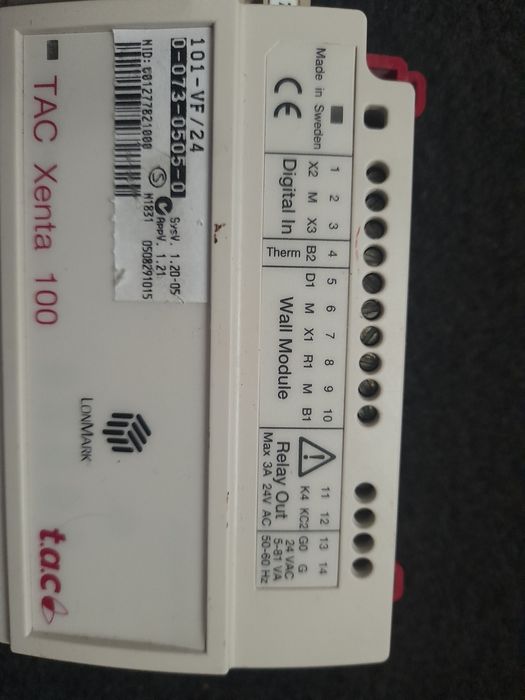 Made in Sweden
CE
1 2 3 4 5 6 7 8 9 10 11 12 13 14
X2 M X3 B2 D1 M X1 R1 M B1 K4 KC2 G0 G
Digital In
Therm
Wall Module
Relay Out
Max 3A 24V AC
24 VAC
5-81 VA
50-60 Hz
101-VF/24
0-073-0505-0
SysV. 1.20-05
AppV. 1.21
NID:E01277821000
N1831 0508291015
TAC Xenta 100
LONMARK
t.a.c